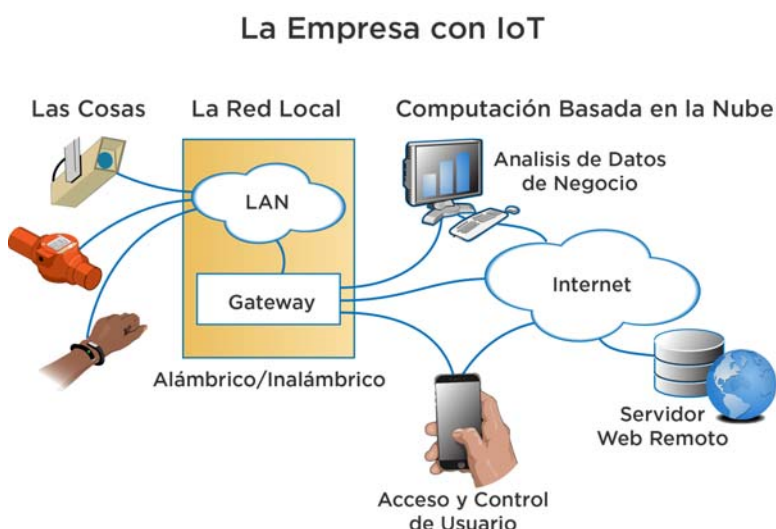 La Empresa con IoT
Las Cosas
La Red Local
Computación Basada en la Nube
LAN
Gateway
Alámbrico/Inalámbrico
Analisis de Datos
de Negocio
Internet
Servidor
Web Remoto
Acceso y Control
de Usuario